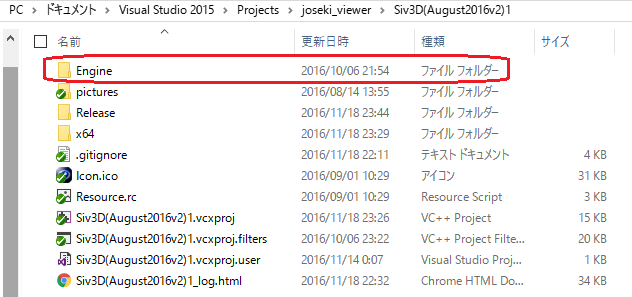 PC > ドキュメント > Visual Studio 2015 > Projects > joseki_viewer > Siv3D(August2016v2)1
名前 更新日時 種類 サイズ
Engine 2016/10/06 21:54 ファイル フォルダー
pictures 2016/08/14 13:55 ファイル フォルダー
Release 2016/11/18 23:44 ファイル フォルダー
x64 2016/11/18 23:29 ファイル フォルダー
.gitignore 2016/11/18 22:11 テキスト ドキュメント 4 KB
Icon.ico 2016/09/01 10:29 アイコン 31 KB
Resource.rc 2016/09/01 10:29 Resource Script 3 KB
Siv3D(August2016v2)1.vcxproj 2016/11/18 23:26 VC++ Project 15 KB
Siv3D(August2016v2)1.vcxproj.filters 2016/10/06 23:22 VC++ Project Filte... 20 KB
Siv3D(August2016v2)1.vcxproj.user 2016/11/14 0:07 Visual Studio Proj... 1 KB
Siv3D(August2016v2)1_log.html 2016/11/18 22:32 Chrome HTML Do... 34 KB